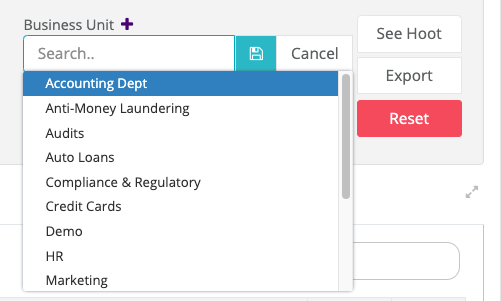 Business Unit +
See Hoot
Search..
Cancel
Export
Reset
Accounting Dept
Anti-Money Laundering
Audits
Auto Loans
Compliance & Regulatory
Credit Cards
Demo
HR
Marketing